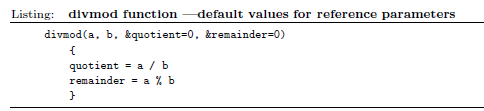 Listing: divmod function —default values for reference parameters
divmod(a, b, &quotient=0, &remainder=0)
{
quotient = a / b
remainder = a % b
}